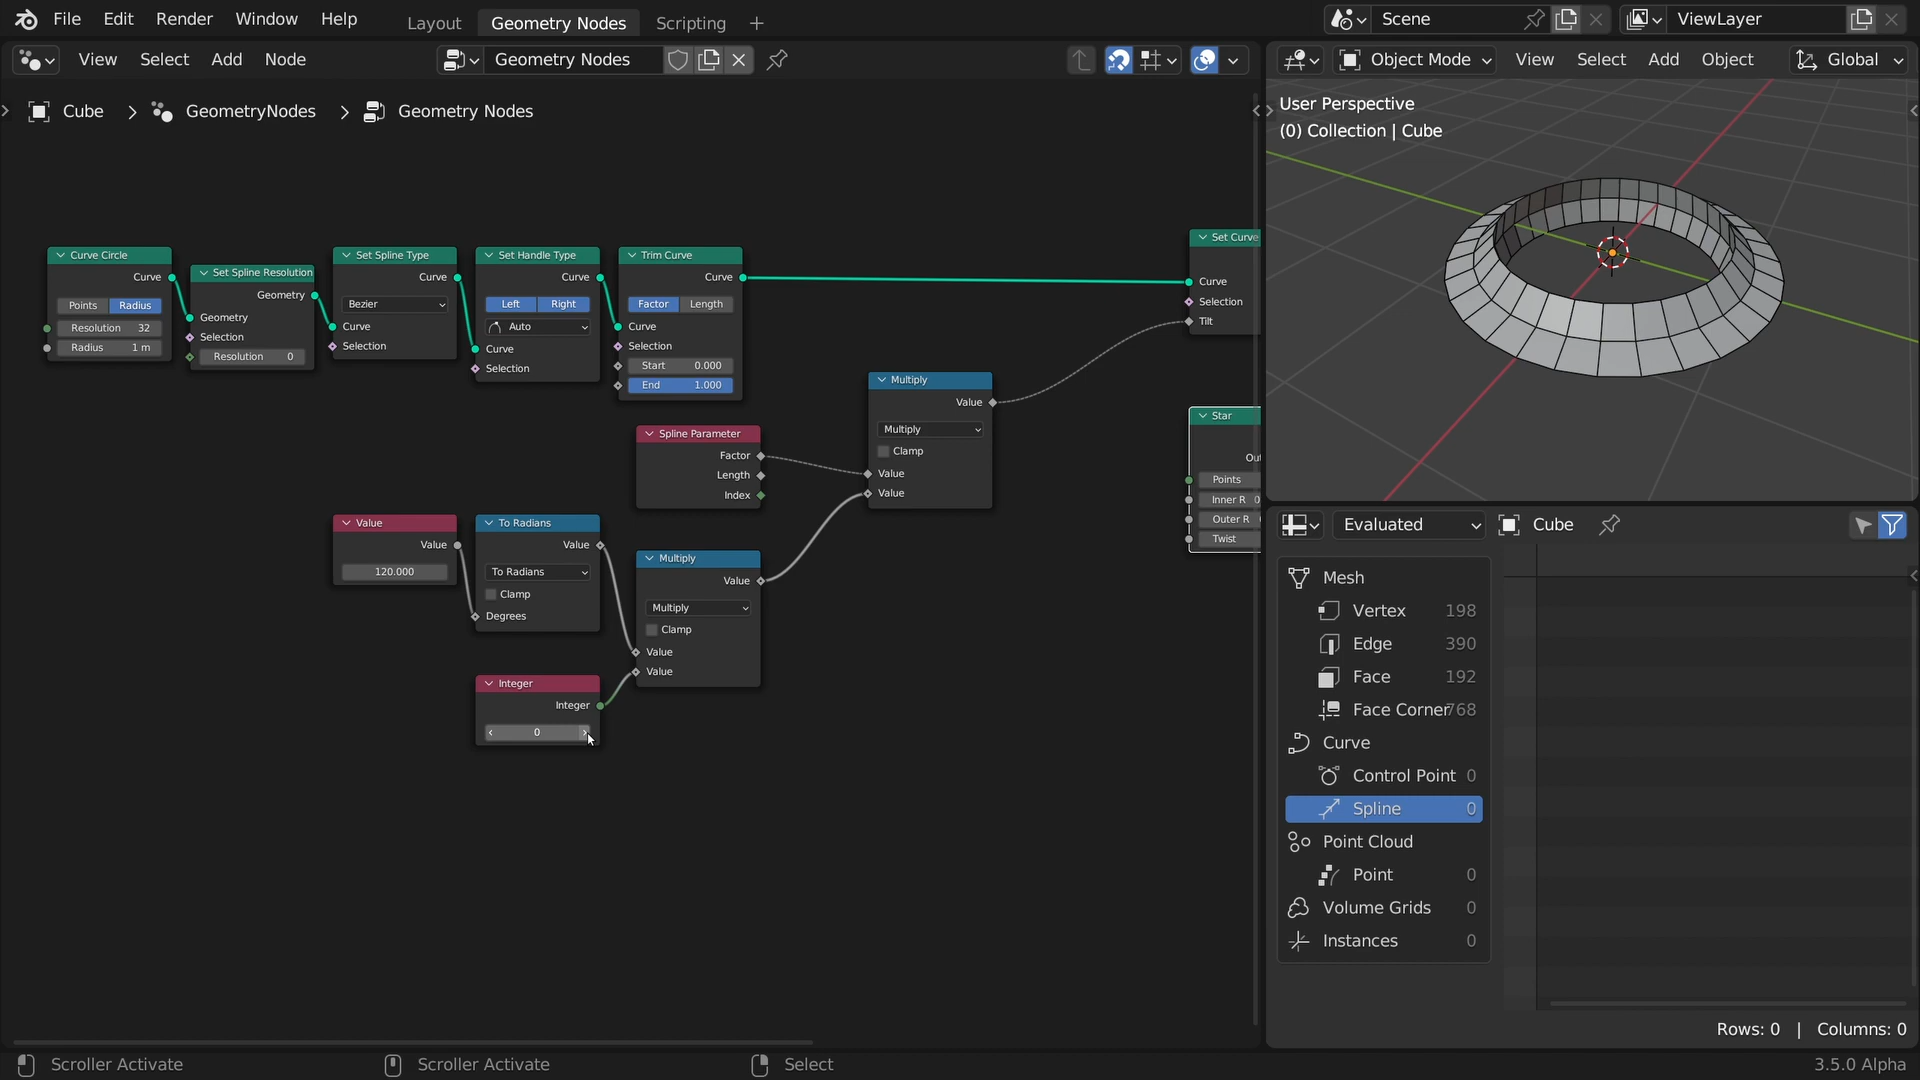 File Edit Render Window Help
Layout Geometry Nodes Scripting +
Scene
ViewLayer
View Select Add Node
Geometry Nodes
Object Mode
View Select Add Object
Global
Cube > GeometryNodes > Geometry Nodes
User Perspective
(0) Collection | Cube
Curve Circle
Curve
Points Radius
Resolution 32
Radius 1 m
Set Spline Resolution
Geometry
Geometry
Selection
Resolution 0
Set Spline Type
Curve
Bezier
Curve
Selection
Set Handle Type
Curve
Left Right
Auto
Curve
Selection
Trim Curve
Curve
Factor Length
Curve
Selection
Start 0.000
End 1.000
Set Curve
Curve
Selection
Tilt
Multiply
Value
Multiply
Clamp
Value
Value
Spline Parameter
Factor
Length
Index
Star
Ou
Points
Inner R 0
Outer R
Twist
Value
Value
120.000
To Radians
Value
To Radians
Clamp
Degrees
Multiply
Value
Multiply
Clamp
Value
Value
Integer
Integer
0
Evaluated
Cube
Mesh
Vertex 198
Edge 390
Face 192
Face Corner 768
Curve
Control Point 0
Spline 0
Point Cloud
Point 0
Volume Grids 0
Instances 0
Rows: 0 | Columns: 0
Scroller Activate
Scroller Activate
Select
3.5.0 Alpha